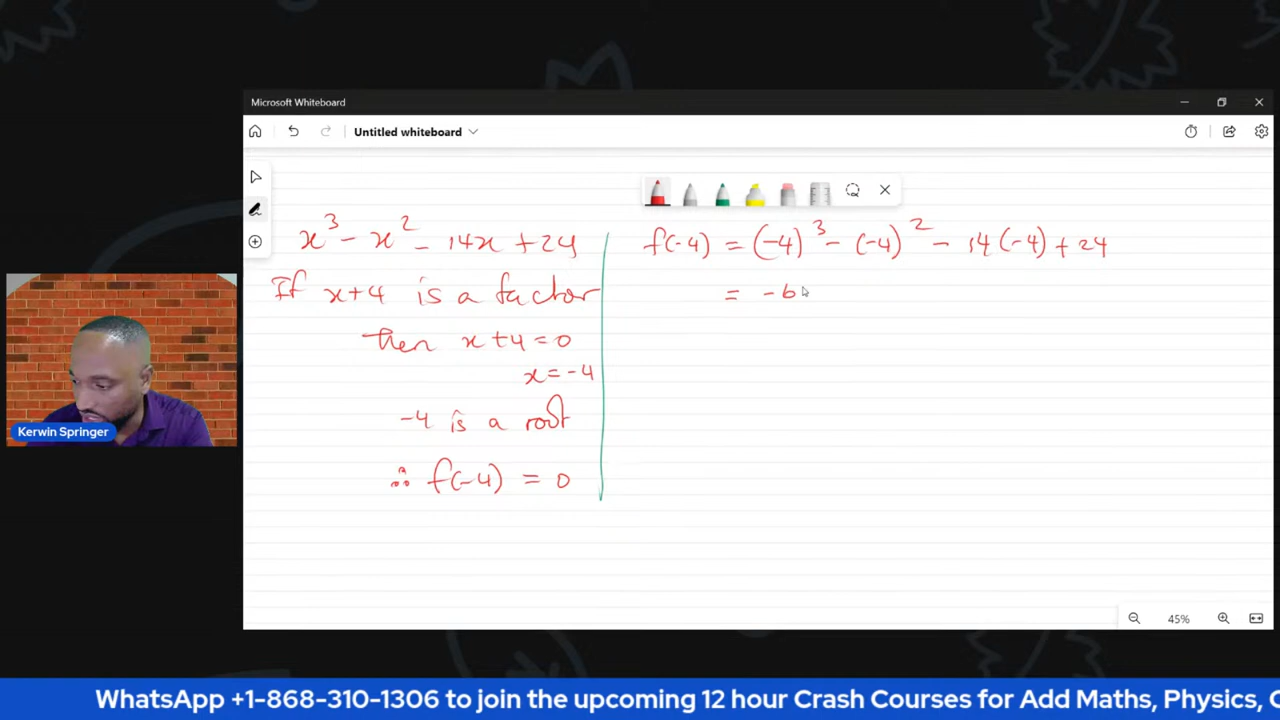 Microsoft Whiteboard
Untitled whiteboard
x³ - x² - 14x + 24
If x+4 is a factor
then x+4=0
x=-4
-4 is a root
∴ f(-4) = 0
f(-4) = (-4)³ - (-4)² - 14(-4) + 24
= -6
Kerwin Springer
45%
WhatsApp +1-868-310-1306 to join the upcoming 12 hour Crash Courses for Add Maths, Physics, C